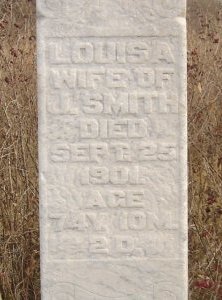 LOUISA
WIFE OF
J. SMITH
DIED
SEPT. 25
1901
AGE
74Y. 10M.
2D.